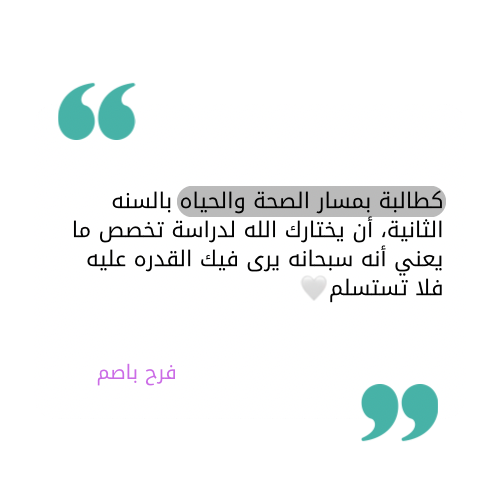 كطالبة بمسار الصحة والحياه بالسنه
الثانية، أن يختارك الله لدراسة تخصص ما
يعني أنه سبحانه يرى فيك القدره عليه
فلا تستسلم🤍
فرح باصم